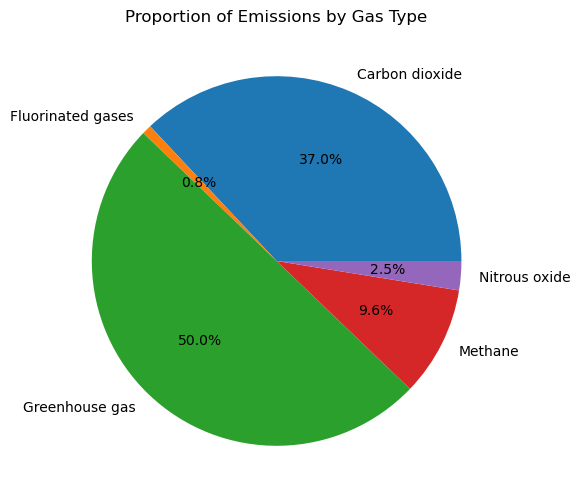 Proportion of Emissions by Gas Type
Carbon dioxide
Fluorinated gases
37.0%
0.8%
2.5%
Nitrous oxide
9.6%
50.0%
Methane
Greenhouse gas